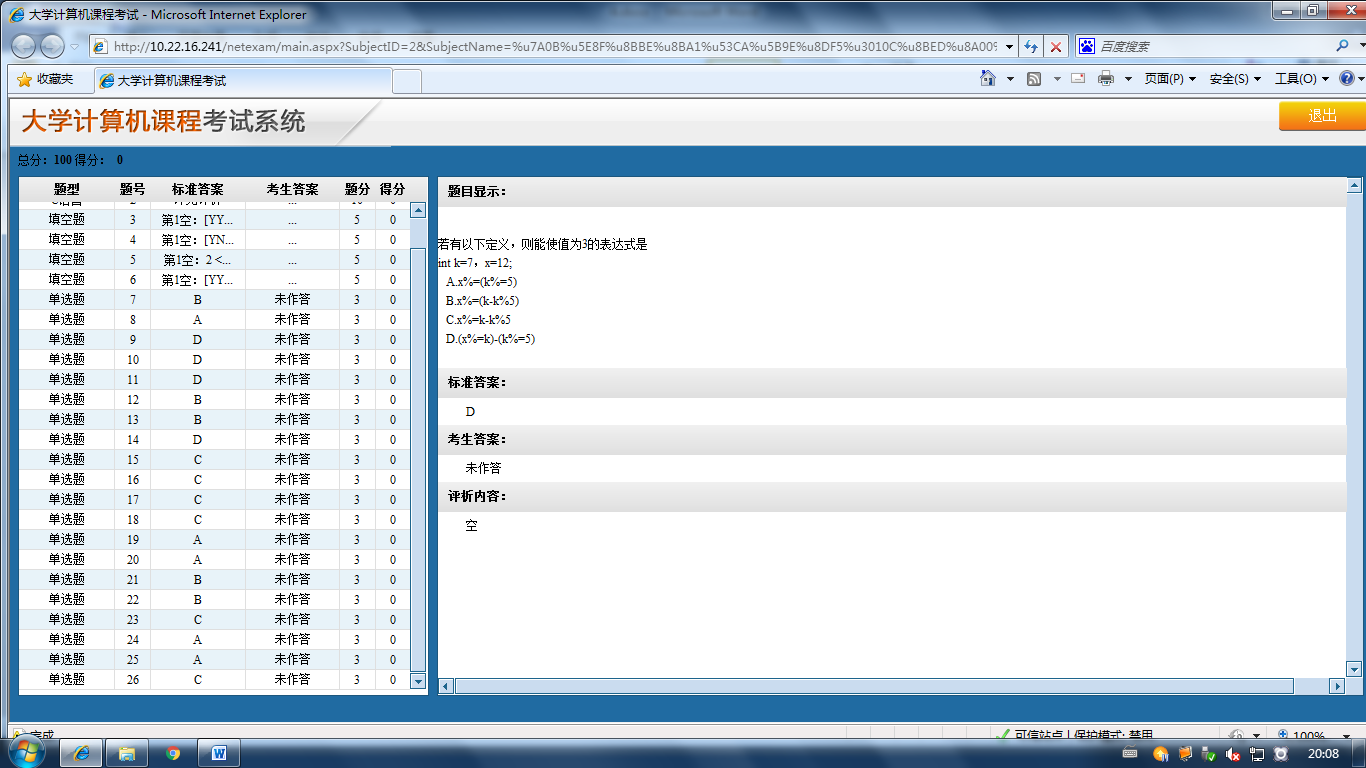 大学计算机课程考试 - Microsoft Internet Explorer
http://10.22.16.241/netexam/main.aspx?SubjectID=2&SubjectName=%u7A0B%u5E8F%u8BBE%u8BA1%u53CA%u5B9E%u8DF5%u3010C%u8BED%u8A009
百度搜索
收藏夹
大学计算机课程考试
页面(P)
安全(S)
工具(O)
大学计算机课程考试系统
退出
总分：100 得分： 0
题型 题号 标准答案 考生答案 题分 得分
填空题 3 第1空：[YY... ... 5 0
填空题 4 第1空：[YN... ... 5 0
填空题 5 第1空：2 <... ... 5 0
填空题 6 第1空：[YY... ... 5 0
单选题 7 B 未作答 3 0
单选题 8 A 未作答 3 0
单选题 9 D 未作答 3 0
单选题 10 D 未作答 3 0
单选题 11 D 未作答 3 0
单选题 12 B 未作答 3 0
单选题 13 B 未作答 3 0
单选题 14 D 未作答 3 0
单选题 15 C 未作答 3 0
单选题 16 C 未作答 3 0
单选题 17 C 未作答 3 0
单选题 18 C 未作答 3 0
单选题 19 A 未作答 3 0
单选题 20 A 未作答 3 0
单选题 21 B 未作答 3 0
单选题 22 B 未作答 3 0
单选题 23 C 未作答 3 0
单选题 24 A 未作答 3 0
单选题 25 A 未作答 3 0
单选题 26 C 未作答 3 0
题目显示：
若有以下定义，则能使值为3的表达式是
int k=7，x=12;
A.x%=(k%=5)
B.x%=(k-k%5)
C.x%=k-k%5
D.(x%=k)-(k%=5)
标准答案：
D
考生答案：
未作答
评析内容：
空
完成
可信站点 | 保护模式: 禁用
100%
20:08